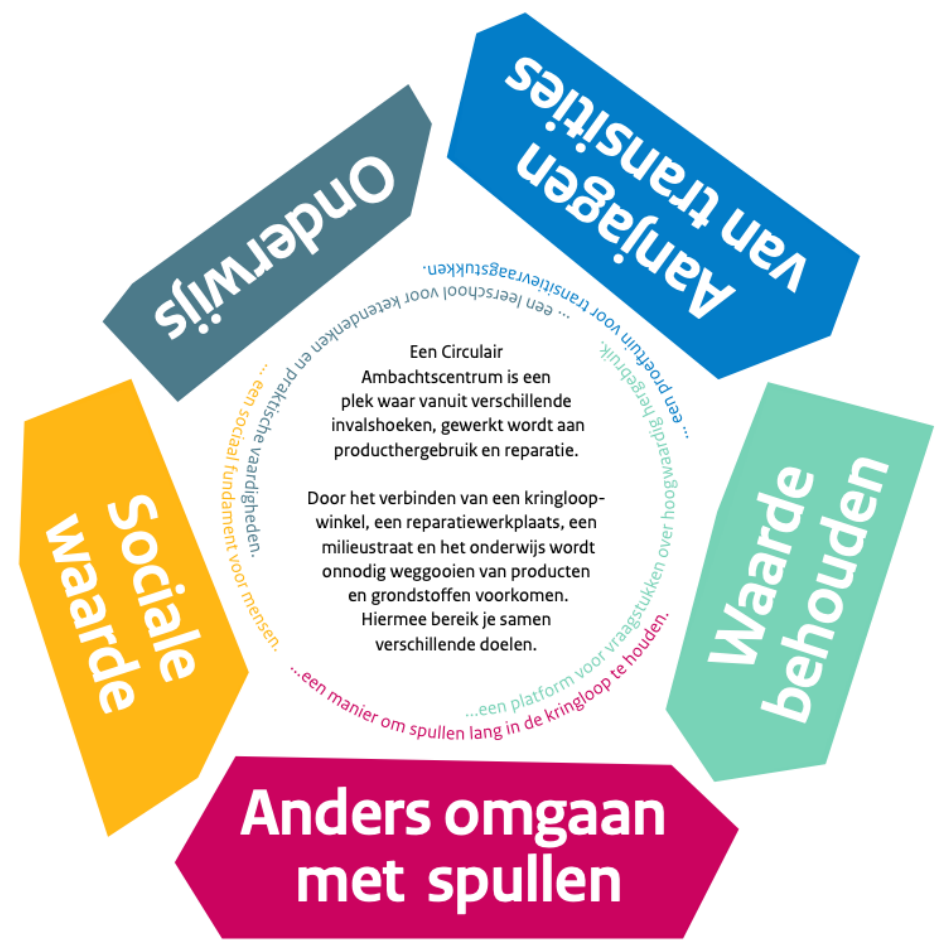 Aanjagen
van transities
Onderwijs
... een proeftuin voor transitievraagstukken.
... een leerschool voor ketendenken en praktische vaardigheden.
... een sociaal fundament voor mensen.
Een Circulair
Ambachtscentrum is een
plek waar vanuit verschillende
invalshoeken, gewerkt wordt aan
producthergebruik en reparatie.
Door het verbinden van een kringloop-
winkel, een reparatiewerkplaats, een
milieustraat en het onderwijs wordt
onnodig weggooien van producten
en grondstoffen voorkomen.
Hiermee bereik je samen
verschillende doelen.
...een platform voor vraagstukken over hoogwaardig hergebruik.
...een manier om spullen lang in de kringloop te houden.
Sociale
waarde
Waarde
behouden
Anders omgaan
met spullen